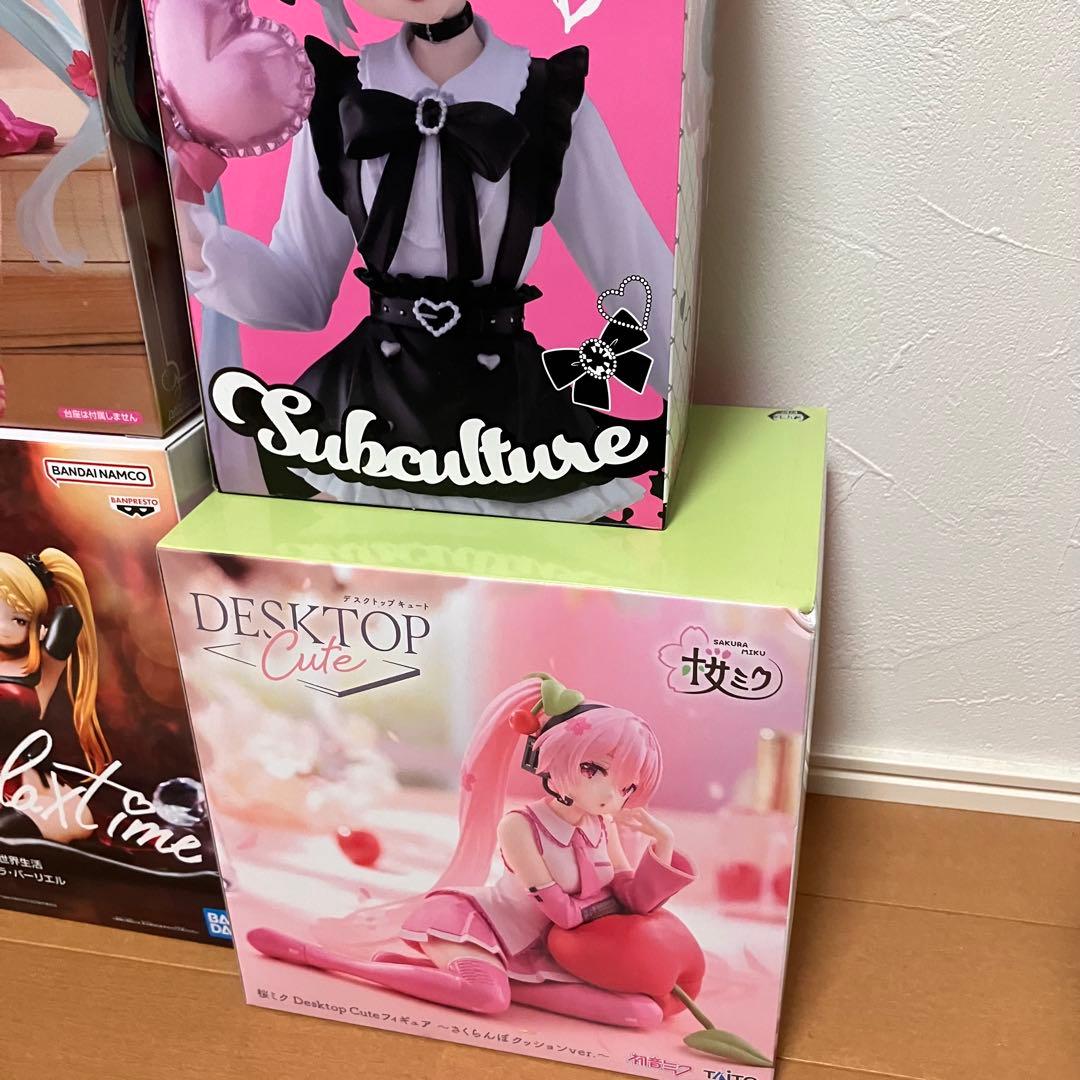 Subculture
台座は付属しません
BANDAI NAMCO
BANPRESTO
laxtime
世界生活
ラ・バーリエル
BA
DA
デスクトップキュート
DESKTOP
Cute
SAKURA
MIKU
桜ミク
桜ミク Desktop Cuteフィギュア ～さくらんぼクッションver.～
初音ミク
TAITO